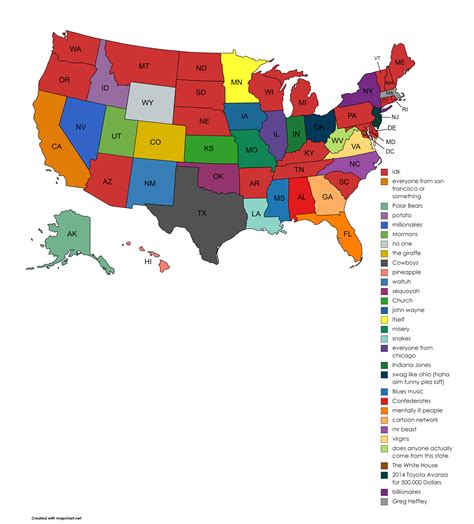 WA
MT
ND
OR
ID
SD
WY
NE
NV
UT
CO
CA
KS
AZ
NM
OK
TX
AK
HI
MN
WI
MI
IA
IL
IN
OH
MO
KY
WV
VA
TN
NC
AR
SC
MS
AL
GA
LA
FL
PA
NY
VT
NH
ME
MA
CT
RI
NJ
DE
MD
DC
idk
everyone from san
francisco or
something
Polar Bears
potato
millionaires
Mormons
no one
the giraffe
Cowboys
pineapple
waltuh
sequoyah
Church
john wayne
itself
misery
snakes
everyone from
chicago
Indiana Jones
swag like ohio (haha
aim funny plez laff)
Blues music
Confederates
mentally ill people
cartoon network
mr beast
virgins
does anyone actually
come from this state
The White House
2014 Toyota Avanza
for 500,000 Dollars
billionaires
Greg Heffley
Created with mapchart.net